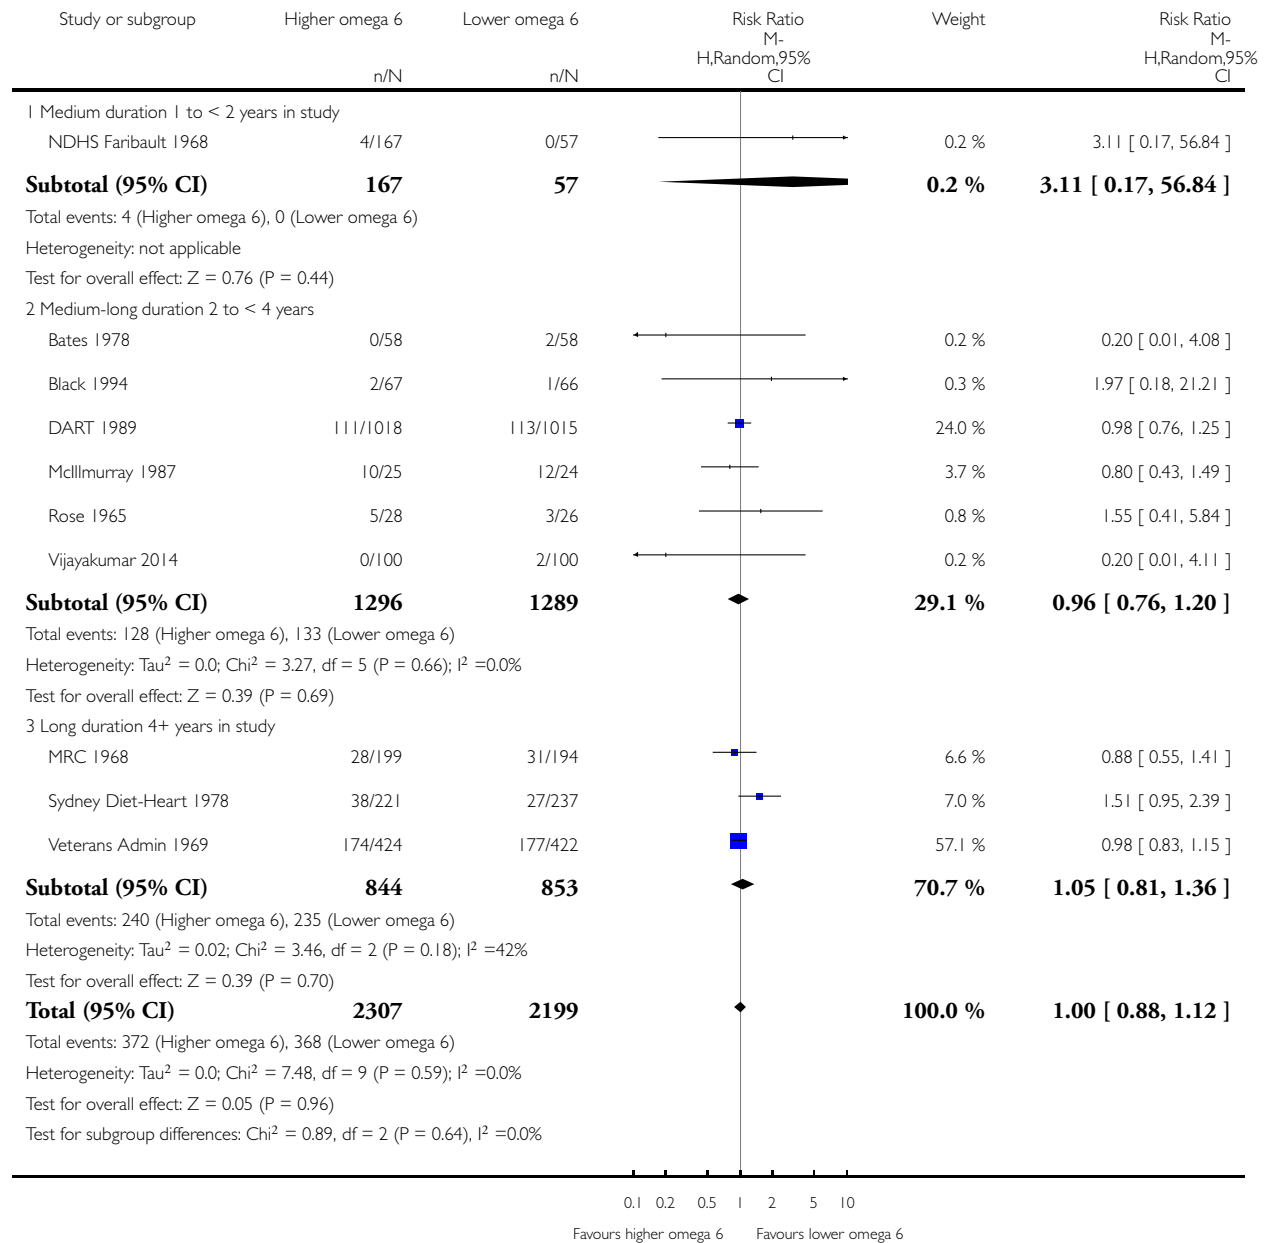 Study or subgroup Higher omega 6 Lower omega 6 Risk Ratio Weight Risk Ratio
M- M-
H,Random,95% H,Random,95%
n/N n/N CI CI
1 Medium duration 1 to < 2 years in study
NDHS Faribault 1968 4/167 0/57 0.2 % 3.11 [ 0.17, 56.84 ]
Subtotal (95% CI) 167 57 0.2 % 3.11 [ 0.17, 56.84 ]
Total events: 4 (Higher omega 6), 0 (Lower omega 6)
Heterogeneity: not applicable
Test for overall effect: Z = 0.76 (P = 0.44)
2 Medium-long duration 2 to < 4 years
Bates 1978 0/58 2/58 0.2 % 0.20 [ 0.01, 4.08 ]
Black 1994 2/67 1/66 0.3 % 1.97 [ 0.18, 21.21 ]
DART 1989 111/1018 113/1015 24.0 % 0.98 [ 0.76, 1.25 ]
McIllmurray 1987 10/25 12/24 3.7 % 0.80 [ 0.43, 1.49 ]
Rose 1965 5/28 3/26 0.8 % 1.55 [ 0.41, 5.84 ]
Vijayakumar 2014 0/100 2/100 0.2 % 0.20 [ 0.01, 4.11 ]
Subtotal (95% CI) 1296 1289 29.1 % 0.96 [ 0.76, 1.20 ]
Total events: 128 (Higher omega 6), 133 (Lower omega 6)
Heterogeneity: Tau² = 0.0; Chi² = 3.27, df = 5 (P = 0.66); I² =0.0%
Test for overall effect: Z = 0.39 (P = 0.69)
3 Long duration 4+ years in study
MRC 1968 28/199 31/194 6.6 % 0.88 [ 0.55, 1.41 ]
Sydney Diet-Heart 1978 38/221 27/237 7.0 % 1.51 [ 0.95, 2.39 ]
Veterans Admin 1969 174/424 177/422 57.1 % 0.98 [ 0.83, 1.15 ]
Subtotal (95% CI) 844 853 70.7 % 1.05 [ 0.81, 1.36 ]
Total events: 240 (Higher omega 6), 235 (Lower omega 6)
Heterogeneity: Tau² = 0.02; Chi² = 3.46, df = 2 (P = 0.18); I² =42%
Test for overall effect: Z = 0.39 (P = 0.70)
Total (95% CI) 2307 2199 100.0 % 1.00 [ 0.88, 1.12 ]
Total events: 372 (Higher omega 6), 368 (Lower omega 6)
Heterogeneity: Tau² = 0.0; Chi² = 7.48, df = 9 (P = 0.59); I² =0.0%
Test for overall effect: Z = 0.05 (P = 0.96)
Test for subgroup differences: Chi² = 0.89, df = 2 (P = 0.64), I² =0.0%
0.1 0.2 0.5 1 2 5 10
Favours higher omega 6 Favours lower omega 6